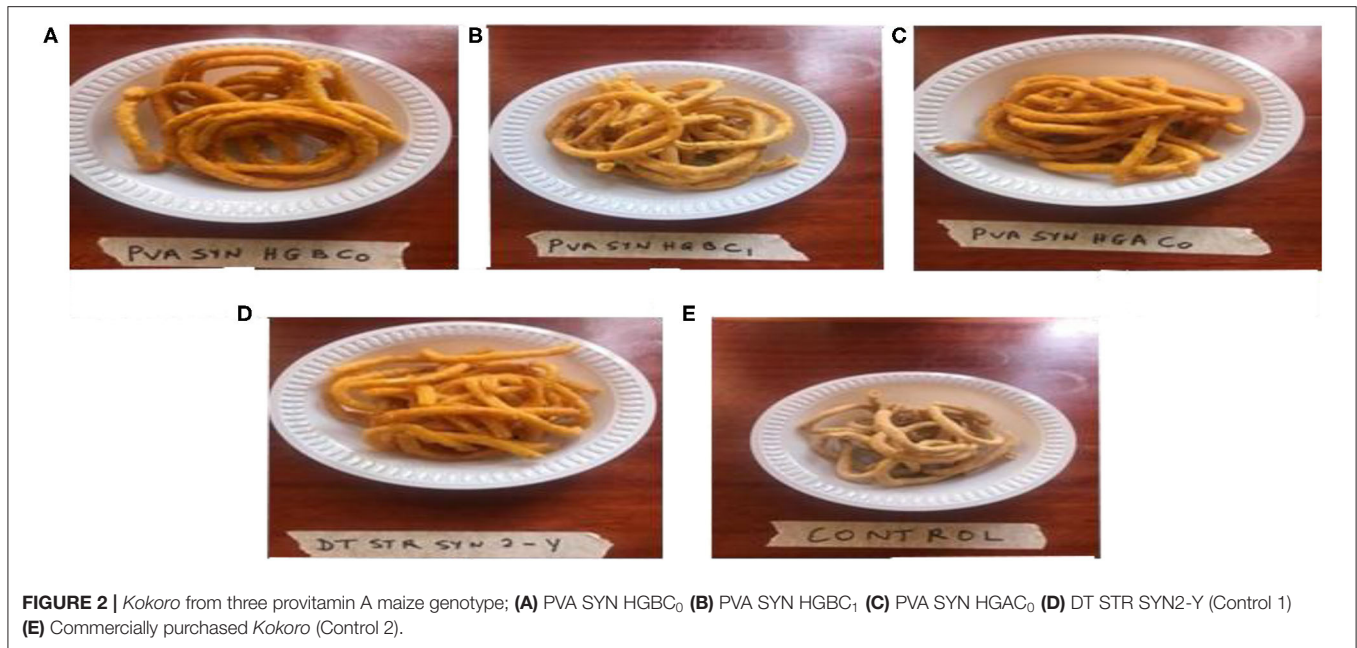 A
B
C
PVA SYN HGBC0
PVA SYN HGBC1
PVA SYN HGAC0
D
E
DT STR SYN 2-Y
CONTROL
FIGURE 2 | Kokoro from three provitamin A maize genotype; (A) PVA SYN HGBC₀ (B) PVA SYN HGBC₁ (C) PVA SYN HGAC₀ (D) DT STR SYN2-Y (Control 1)
(E) Commercially purchased Kokoro (Control 2).